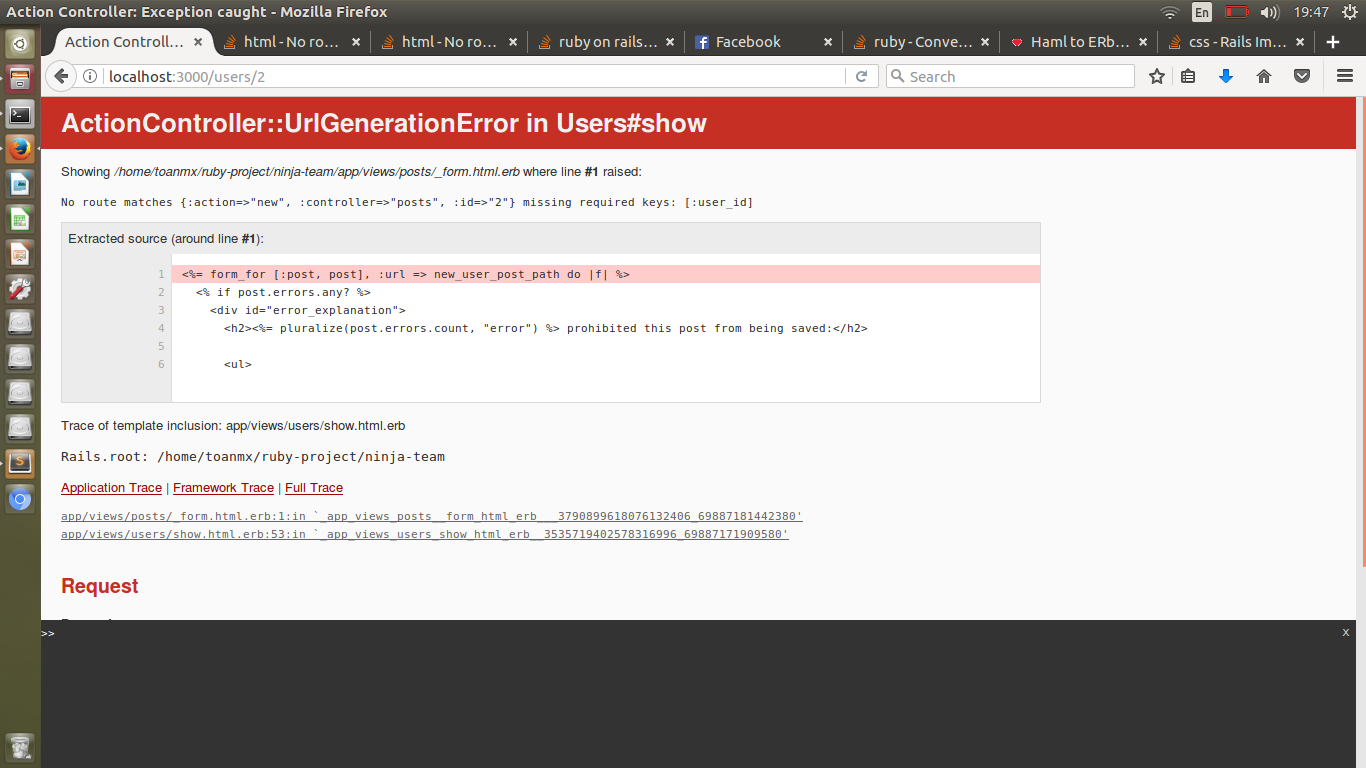 Action Controller: Exception caught - Mozilla Firefox
En
19:47
Action Controll...
html - No ro...
html - No ro...
ruby on rails...
Facebook
ruby - Conve...
Haml to ERb...
css - Rails Im...
localhost:3000/users/2
Search
ActionController::UrlGenerationError in Users#show
Showing /home/toanmx/ruby-project/ninja-team/app/views/posts/_form.html.erb where line #1 raised:
No route matches {:action=>"new", :controller=>"posts", :id=>"2"} missing required keys: [:user_id]
Extracted source (around line #1):
1 <%= form_for [:post, post], :url => new_user_post_path do |f| %>
2 <% if post.errors.any? %>
3 <div id="error_explanation">
4 <h2><%= pluralize(post.errors.count, "error") %> prohibited this post from being saved:</h2>
5
6 <ul>
Trace of template inclusion: app/views/users/show.html.erb
Rails.root: /home/toanmx/ruby-project/ninja-team
Application Trace | Framework Trace | Full Trace
app/views/posts/_form.html.erb:1:in `_app_views_posts__form_html_erb___3790899618076132406_69887181442380'
app/views/users/show.html.erb:53:in `_app_views_users_show_html_erb__3535719402578316996_69887171909580'
Request
>>
x